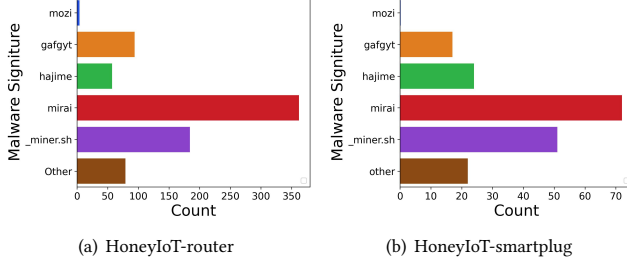 Malware Signiture
mozi
gafgyt
hajime
mirai
_miner.sh
Other
0 50 100 150 200 250 300 350
Count
(a) HoneyIoT-router
Malware Signiture
mozi
gafgyt
hajime
mirai
_miner.sh
other
0 10 20 30 40 50 60 70
Count
(b) HoneyIoT-smartplug